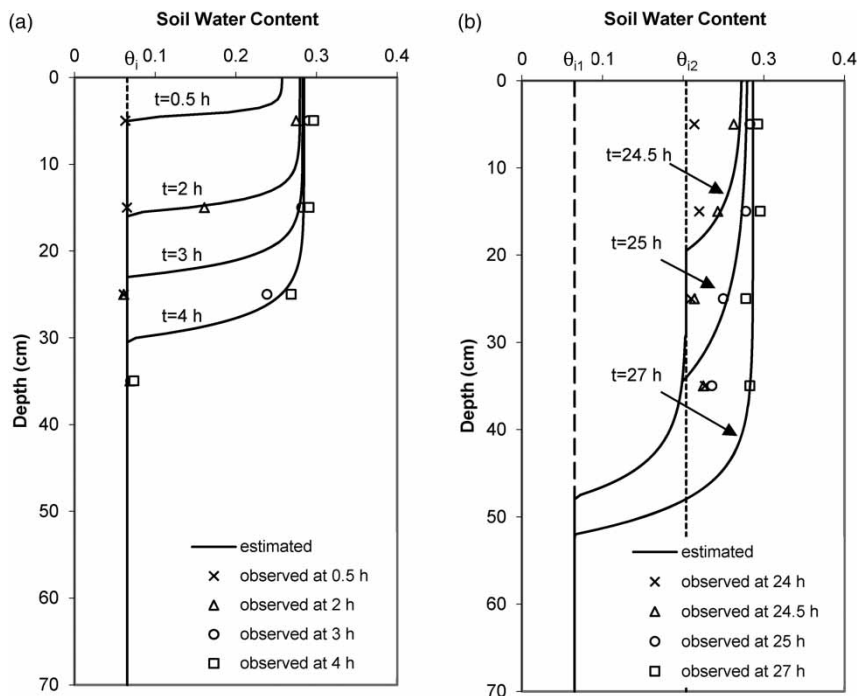 (a)
Soil Water Content
0 θi 0.1 0.2 0.3 0.4
0
10
20
30
40
50
60
70
Depth (cm)
t=0.5 h
t=2 h
t=3 h
t=4 h
estimated
observed at 0.5 h
observed at 2 h
observed at 3 h
observed at 4 h
(b)
Soil Water Content
0 θi1 0.1 θi2 0.3 0.4
0
10
20
30
40
50
60
70
Depth (cm)
t=24.5 h
t=25 h
t=27 h
estimated
observed at 24 h
observed at 24.5 h
observed at 25 h
observed at 27 h